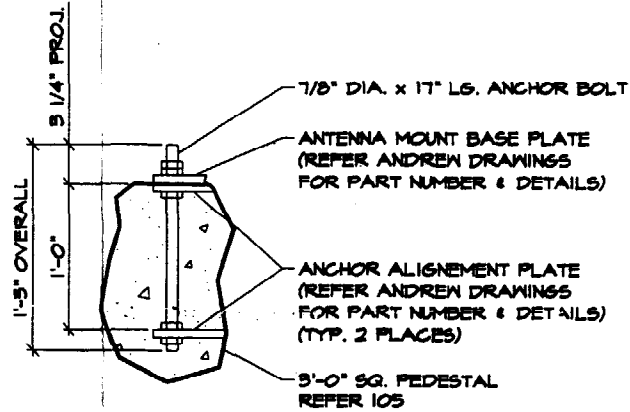 3 1/4" PROJ.
1'-5" OVERALL
1'-0"
7/8" DIA. x 17" LG. ANCHOR BOLT
ANTENNA MOUNT BASE PLATE
(REFER ANDREW DRAWINGS
FOR PART NUMBER & DETAILS)
ANCHOR ALIGNEMENT PLATE
(REFER ANDREW DRAWINGS
FOR PART NUMBER & DETAILS)
(TYP. 2 PLACES)
3'-0" SQ. PEDESTAL
REFER 105